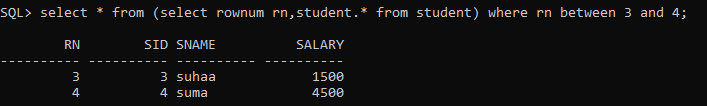 SQL> select * from (select rownum rn,student.* from student) where rn between 3 and 4;
RN SID SNAME SALARY
---------- ---------- ---------- ----------
3 3 suhaa 1500
4 4 suma 4500